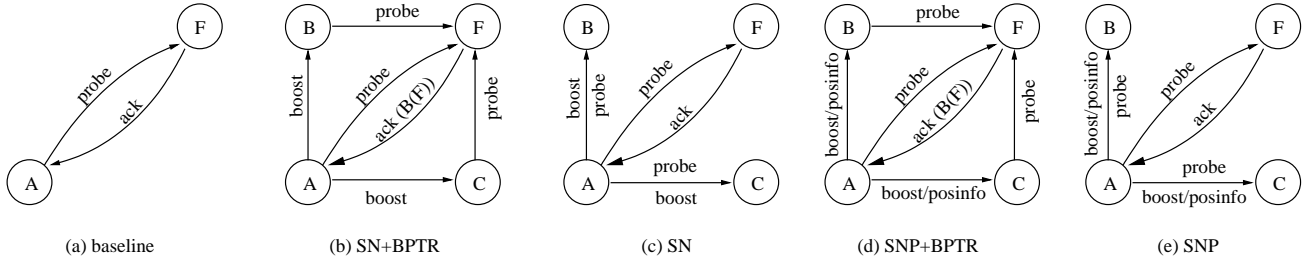 F
probe
ack
A
(a) baseline
B
probe
F
boost
probe
ack (B(F))
probe
A
boost
C
(b) SN+BPTR
B
F
boost
probe
probe
ack
A
probe
boost
C
(c) SN
B
probe
F
boost/posinfo
probe
ack (B(F))
probe
A
boost/posinfo
C
(d) SNP+BPTR
B
F
boost/posinfo
probe
probe
ack
A
probe
boost/posinfo
C
(e) SNP